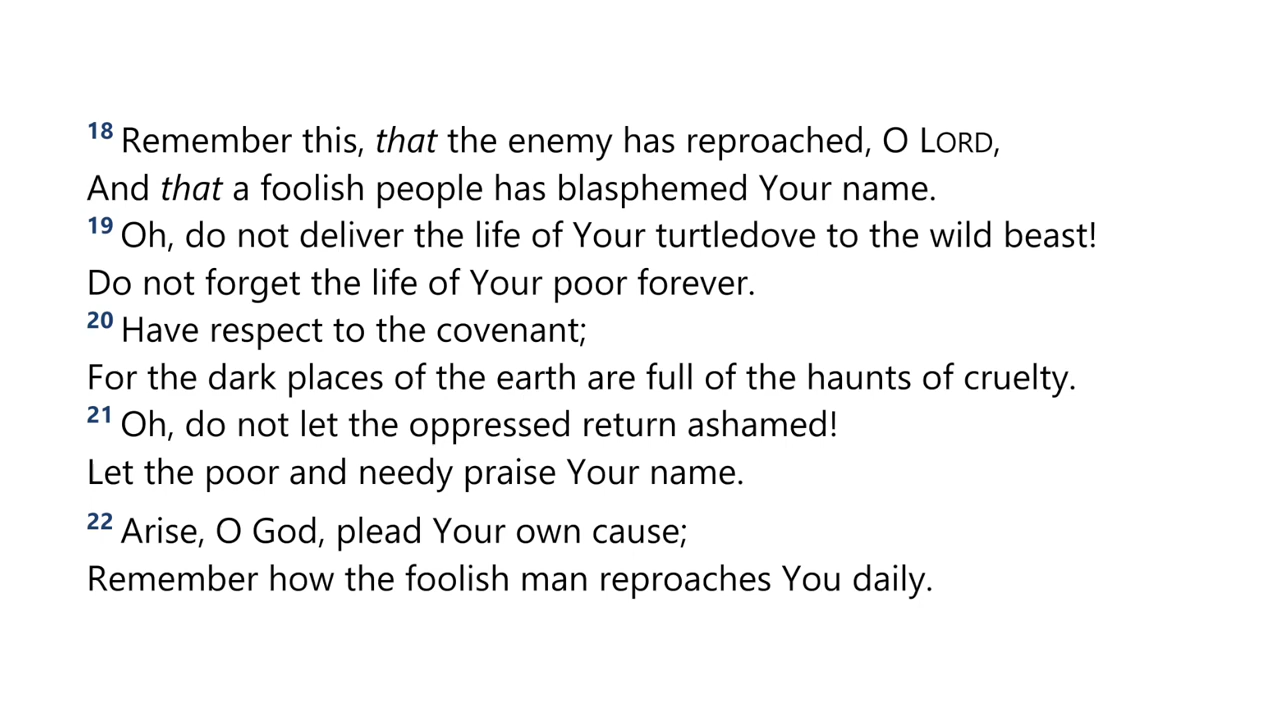 18 Remember this, that the enemy has reproached, O LORD,
And that a foolish people has blasphemed Your name.
19 Oh, do not deliver the life of Your turtledove to the wild beast!
Do not forget the life of Your poor forever.
20 Have respect to the covenant;
For the dark places of the earth are full of the haunts of cruelty.
21 Oh, do not let the oppressed return ashamed!
Let the poor and needy praise Your name.
22 Arise, O God, plead Your own cause;
Remember how the foolish man reproaches You daily.